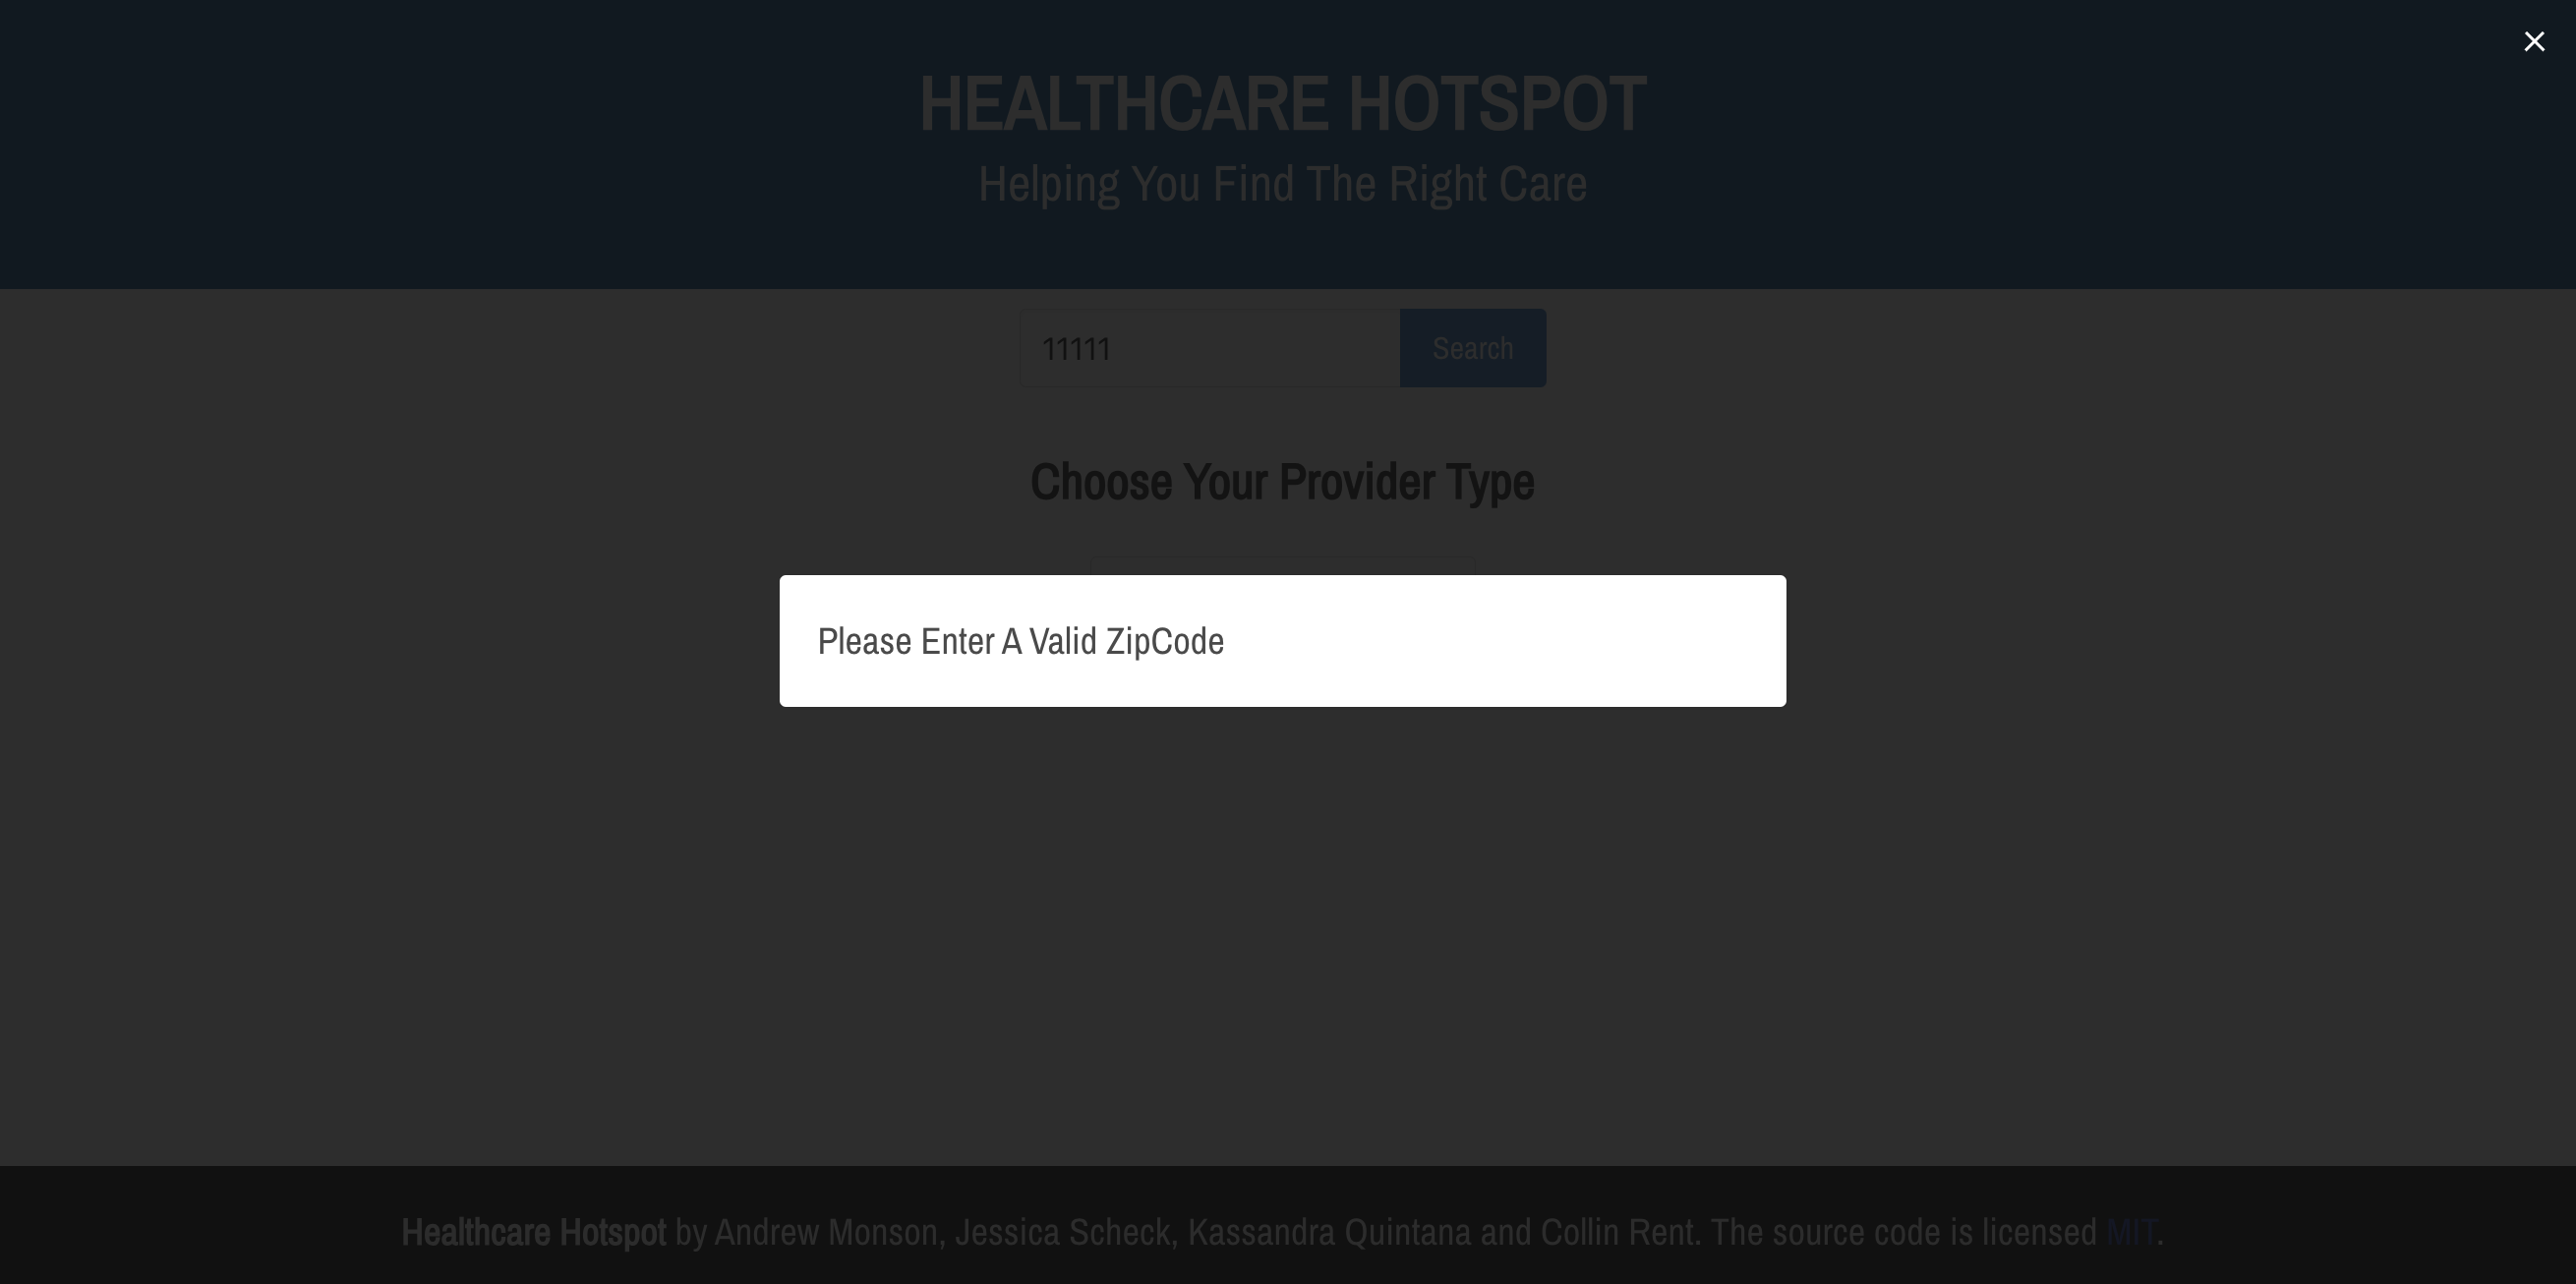 HEALTHCARE HOTSPOT
Helping You Find The Right Care
11111
Search
Choose Your Provider Type
Please Enter A Valid ZipCode
Healthcare Hotspot by Andrew Monson, Jessica Scheck, Kassandra Quintana and Collin Rent. The source code is licensed MIT.